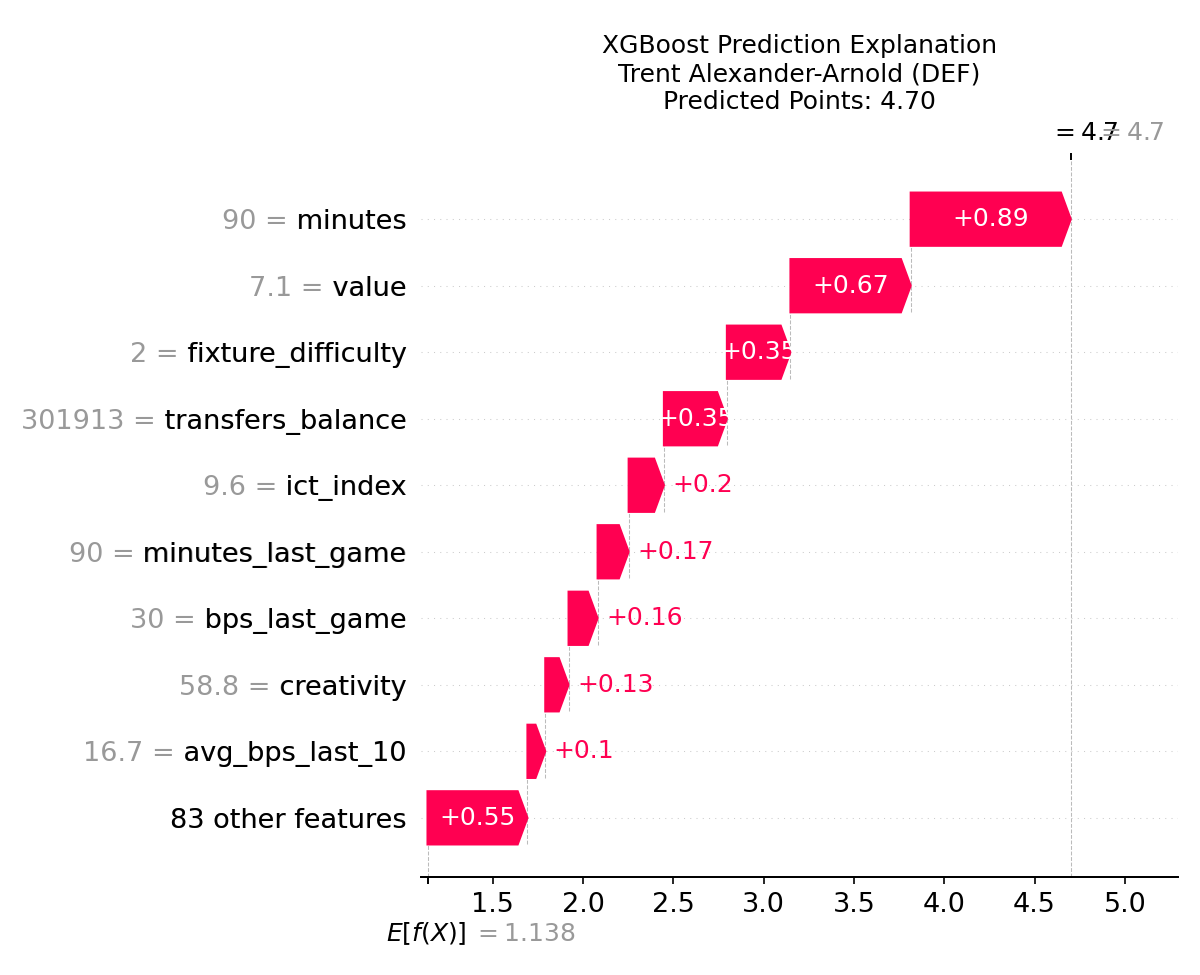 XGBoost Prediction Explanation
Trent Alexander-Arnold (DEF)
Predicted Points: 4.70
= 4.7 = 4.7
90 = minutes +0.89
7.1 = value +0.67
2 = fixture_difficulty +0.35
301913 = transfers_balance +0.35
9.6 = ict_index +0.2
90 = minutes_last_game +0.17
30 = bps_last_game +0.16
58.8 = creativity +0.13
16.7 = avg_bps_last_10 +0.1
83 other features +0.55
1.5 2.0 2.5 3.0 3.5 4.0 4.5 5.0
E[f(X)] = 1.138